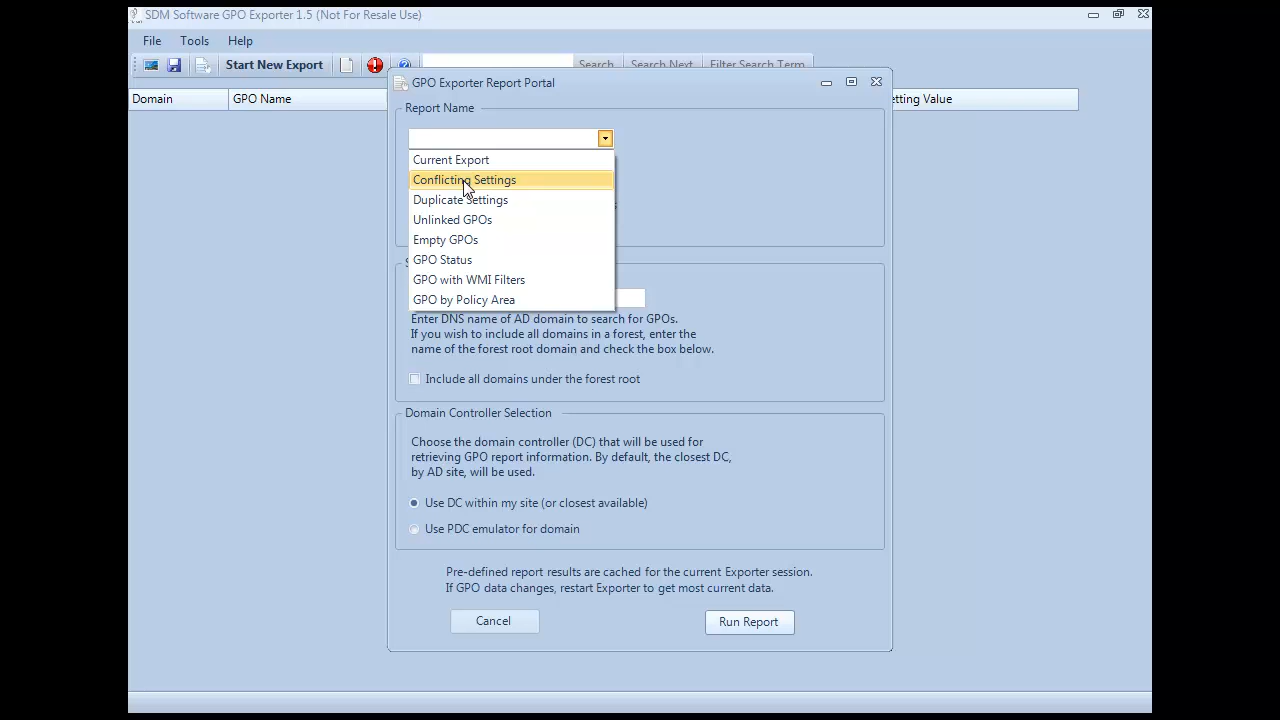 SDM Software GPO Exporter 1.5 (Not For Resale Use)
File Tools Help
Start New Export Search Search Next Filter Search Term
Domain GPO Name etting Value
GPO Exporter Report Portal
Report Name
Current Export
Conflicting Settings
Duplicate Settings
Unlinked GPOs
Empty GPOs
GPO Status
GPO with WMI Filters
GPO by Policy Area
Enter DNS name of AD domain to search for GPOs.
If you wish to include all domains in a forest, enter the
name of the forest root domain and check the box below.
Include all domains under the forest root
Domain Controller Selection
Choose the domain controller (DC) that will be used for
retrieving GPO report information. By default, the closest DC,
by AD site, will be used.
Use DC within my site (or closest available)
Use PDC emulator for domain
Pre-defined report results are cached for the current Exporter session.
If GPO data changes, restart Exporter to get most current data.
Cancel Run Report